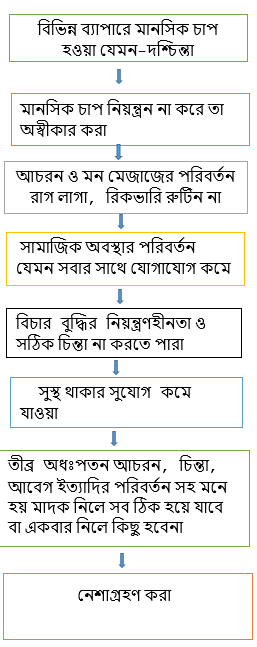 বিভিন্ন ব্যাপারে মানসিক চাপ
হওয়া যেমন-দশ্চিন্তা
মানসিক চাপ নিয়ন্ত্রন না করে তা
অস্বীকার করা
আচরন ও মন মেজাজের পরিবর্তন
রাগ লাগা, রিকভারি রুটিন না
সামাজিক অবস্থার পরিবর্তন
যেমন সবার সাথে যোগাযোগ কমে
বিচার বুদ্ধির নিয়ন্ত্রণহীনতা ও
সঠিক চিন্তা না করতে পারা
সুস্থ থাকার সুযোগ কমে
যাওয়া
তীব্র অধঃপতন আচরন, চিন্তা,
আবেগ ইত্যাদির পরিবর্তন সহ মনে
হয় মাদক নিলে সব ঠিক হয়ে যাবে
বা একবার নিলে কিছু হবেনা
নেশাগ্রহণ করা